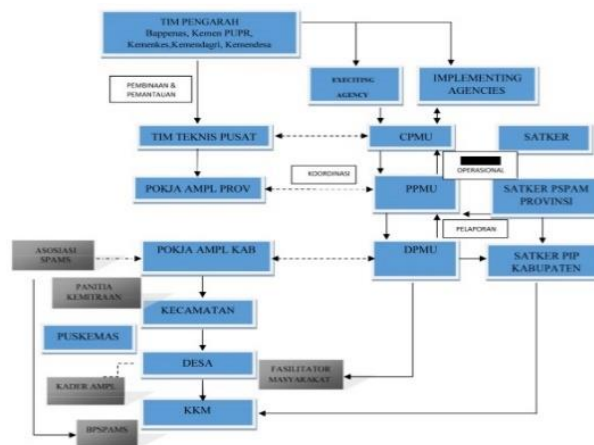 TIM PENGARAH
Bappenas, Kemen PUPR,
Kemenkes,Kemendagri, Kemendesa
PEMBINAAN &
PEMANTAUAN
EXECITING
AGENCY
IMPLEMENTING
AGENCIES
TIM TEKNIS PUSAT
CPMU
SATKER
OPERASIONAL
KOORDINASI
POKJA AMPL PROV
PPMU
SATKER PSPAM
PROVINSI
PELAPORAN
ASOSIASI
SPAMS
POKJA AMPL KAB
DPMU
SATKER PIP
KABUPATEN
PANITIA
KEMITRAAN
KECAMATAN
PUSKEMAS
DESA
FASILITATOR
MASYARAKAT
KADER AMPL
KKM
BPSPAMS